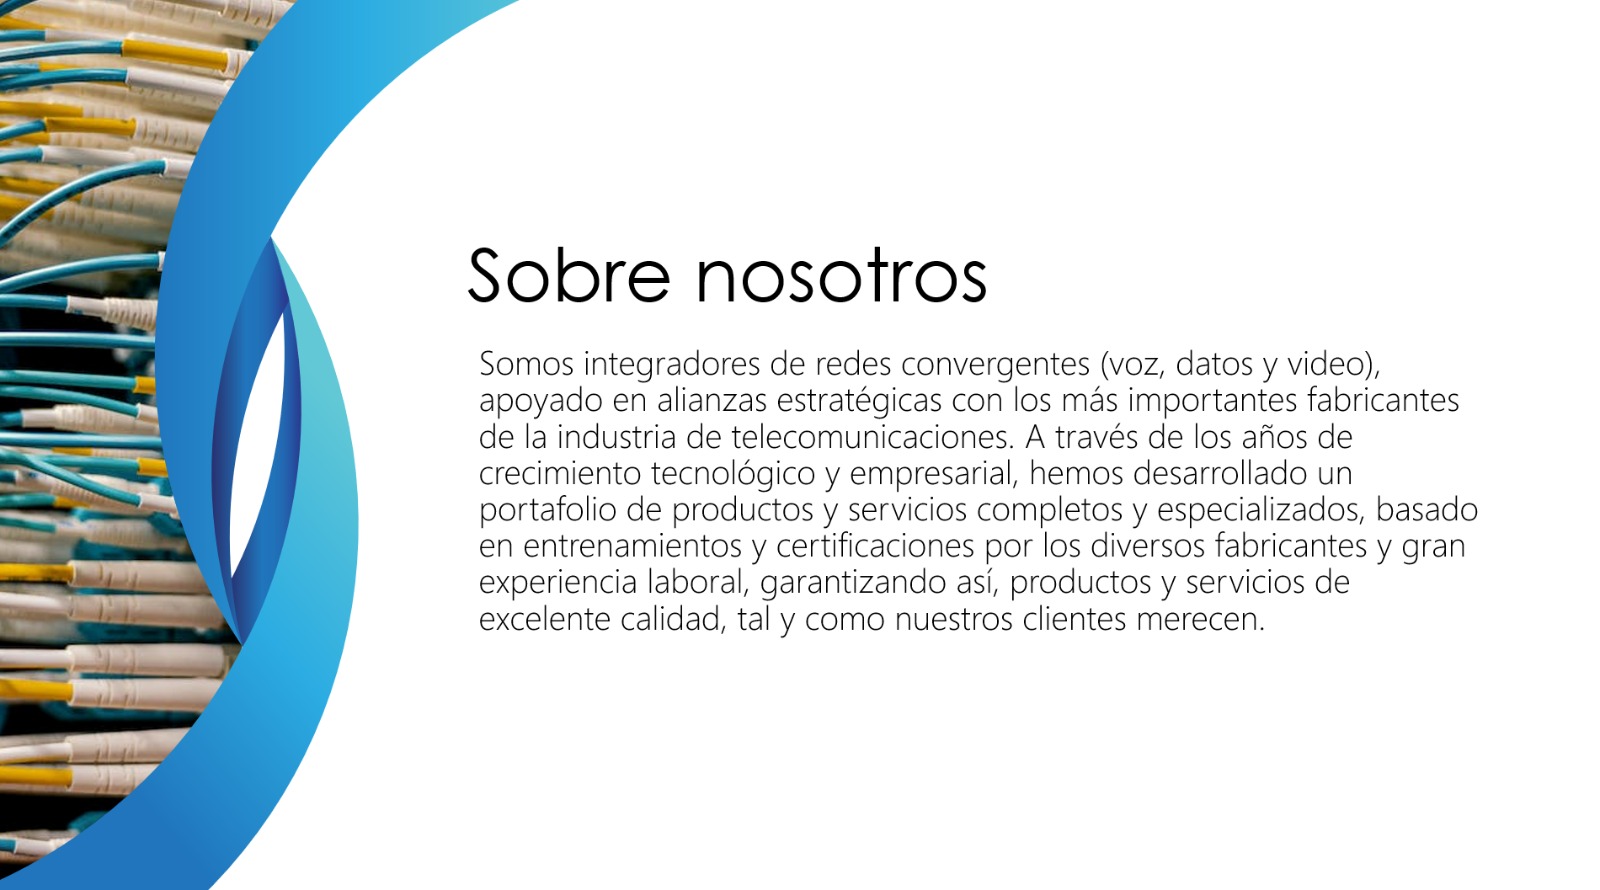 Sobre nosotros
Somos integradores de redes convergentes (voz, datos y video),
apoyado en alianzas estratégicas con los más importantes fabricantes
de la industria de telecomunicaciones. A través de los años de
crecimiento tecnológico y empresarial, hemos desarrollado un
portafolio de productos y servicios completos y especializados, basado
en entrenamientos y certificaciones por los diversos fabricantes y gran
experiencia laboral, garantizando así, productos y servicios de
excelente calidad, tal y como nuestros clientes merecen.